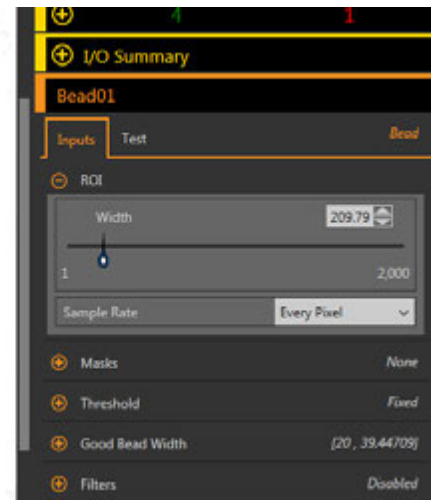 4 1
I/O Summary
Bead01
Inputs Test Bead
ROI
Width 209.79
1 2,000
Sample Rate Every Pixel
Masks None
Threshold Fixed
Good Bead Width [20 , 39.44709]
Filters Disabled